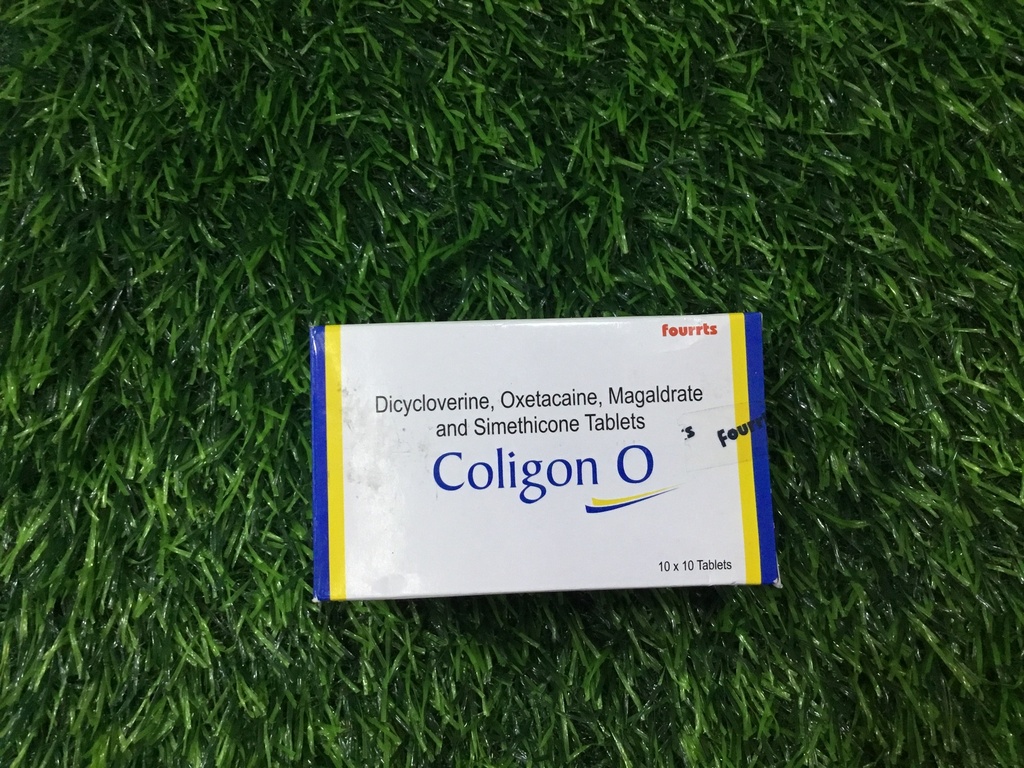 fourrts
Dicycloverine, Oxetacaine, Magaldrate
and Simethicone Tablets
Coligon O
10 x 10 Tablets